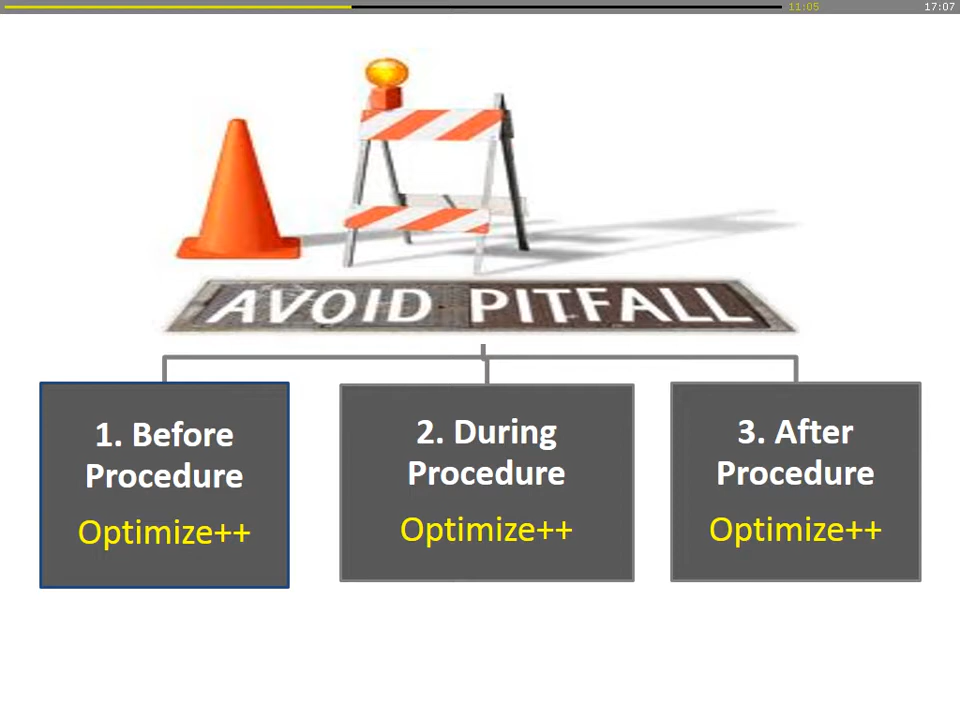 11:05
17:07
AVOID PITFALL
1. Before
Procedure
Optimize++
2. During
Procedure
Optimize++
3. After
Procedure
Optimize++